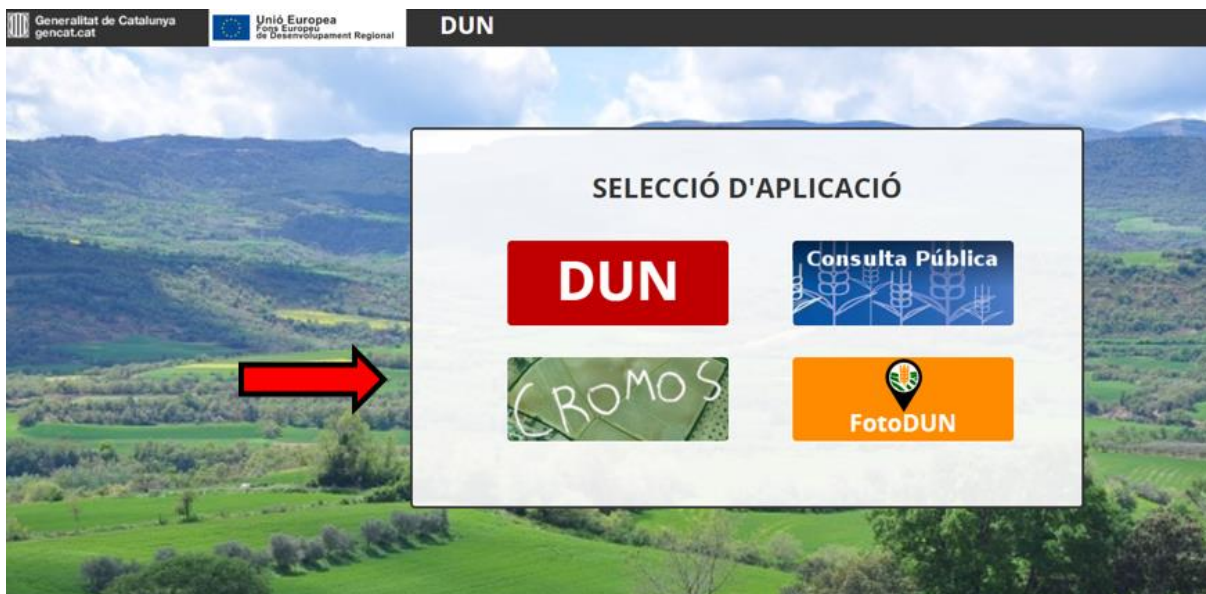 Generalitat de Catalunya
gencat.cat
Unió Europea
Fons Europeu
de Desenvolupament Regional
DUN
SELECCIÓ D'APLICACIÓ
DUN
Consulta Pública
CROMOS
FotoDUN